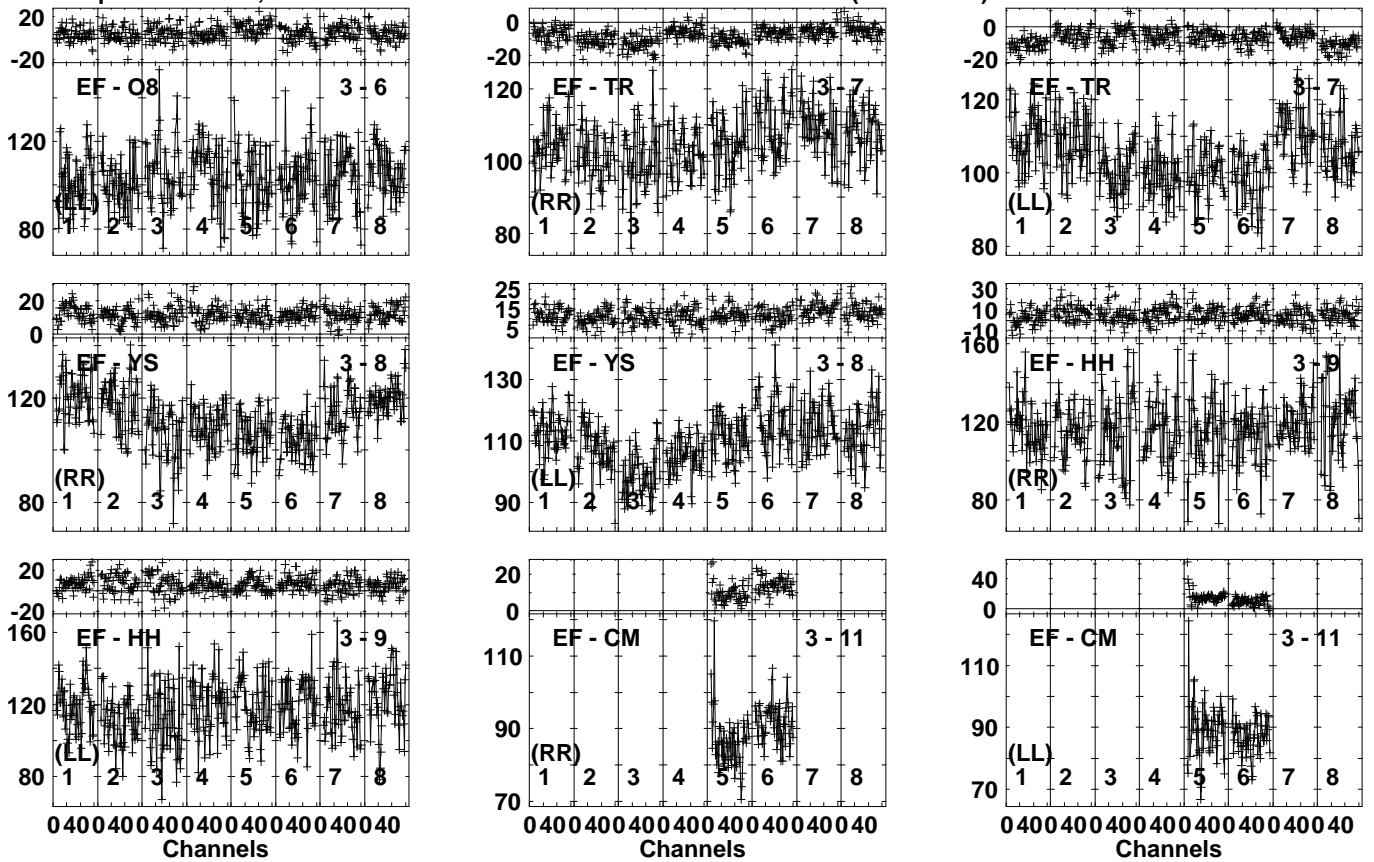 20
-20
EF - O8 3 - 6
120
80
(LL)
1 2 3 4 5 6 7 8
0
-20
EF - TR 3 - 7
120
100
80
(RR)
1 2 3 4 5 6 7 8
0
-20
EF - TR 3 - 7
120
100
80
(LL)
1 2 3 4 5 6 7 8
20
0
EF - YS 3 - 8
120
80
(RR)
1 2 3 4 5 6 7 8
25
15
5
EF - YS 3 - 8
130
110
90
(LL)
1 2 3 4 5 6 7 8
30
10
-10
160
EF - HH 3 - 9
120
80
(RR)
1 2 3 4 5 6 7 8
20
-20
160
EF - HH 3 - 9
120
80
(LL)
1 2 3 4 5 6 7 8
0 40 0 40 0 40 0 40 0 40 0 40 0 40 0 40
Channels
20
0
EF - CM 3 - 11
110
90
70
(RR)
1 2 3 4 5 6 7 8
0 40 0 40 0 40 0 40 0 40 0 40 0 40 0 40
Channels
40
0
EF - CM 3 - 11
110
90
70
(LL)
1 2 3 4 5 6 7 8
0 40 0 40 0 40 0 40 0 40 0 40 0 40 0 40
Channels